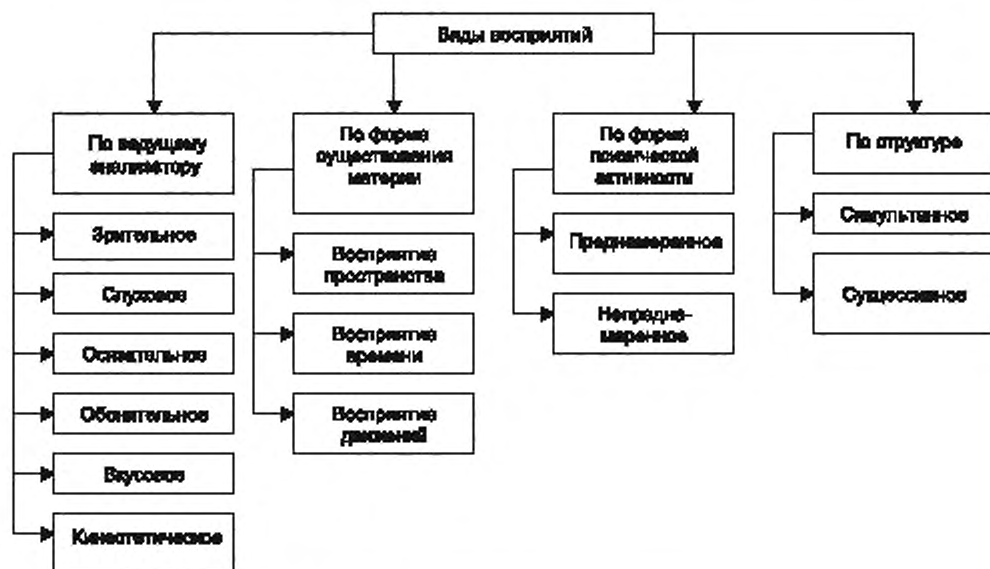 Виды восприятий
По ведущему
анализатору
Зрительное
Слуховое
Осязательное
Обонятельное
Вкусовое
Кинестетическое
По форме
существования
материи
Восприятие
пространства
Восприятие
времени
Восприятие
движений
По форме
психической
активности
Преднамеренное
Непредна-
меренное
По структуре
Симультанное
Сукцессивное